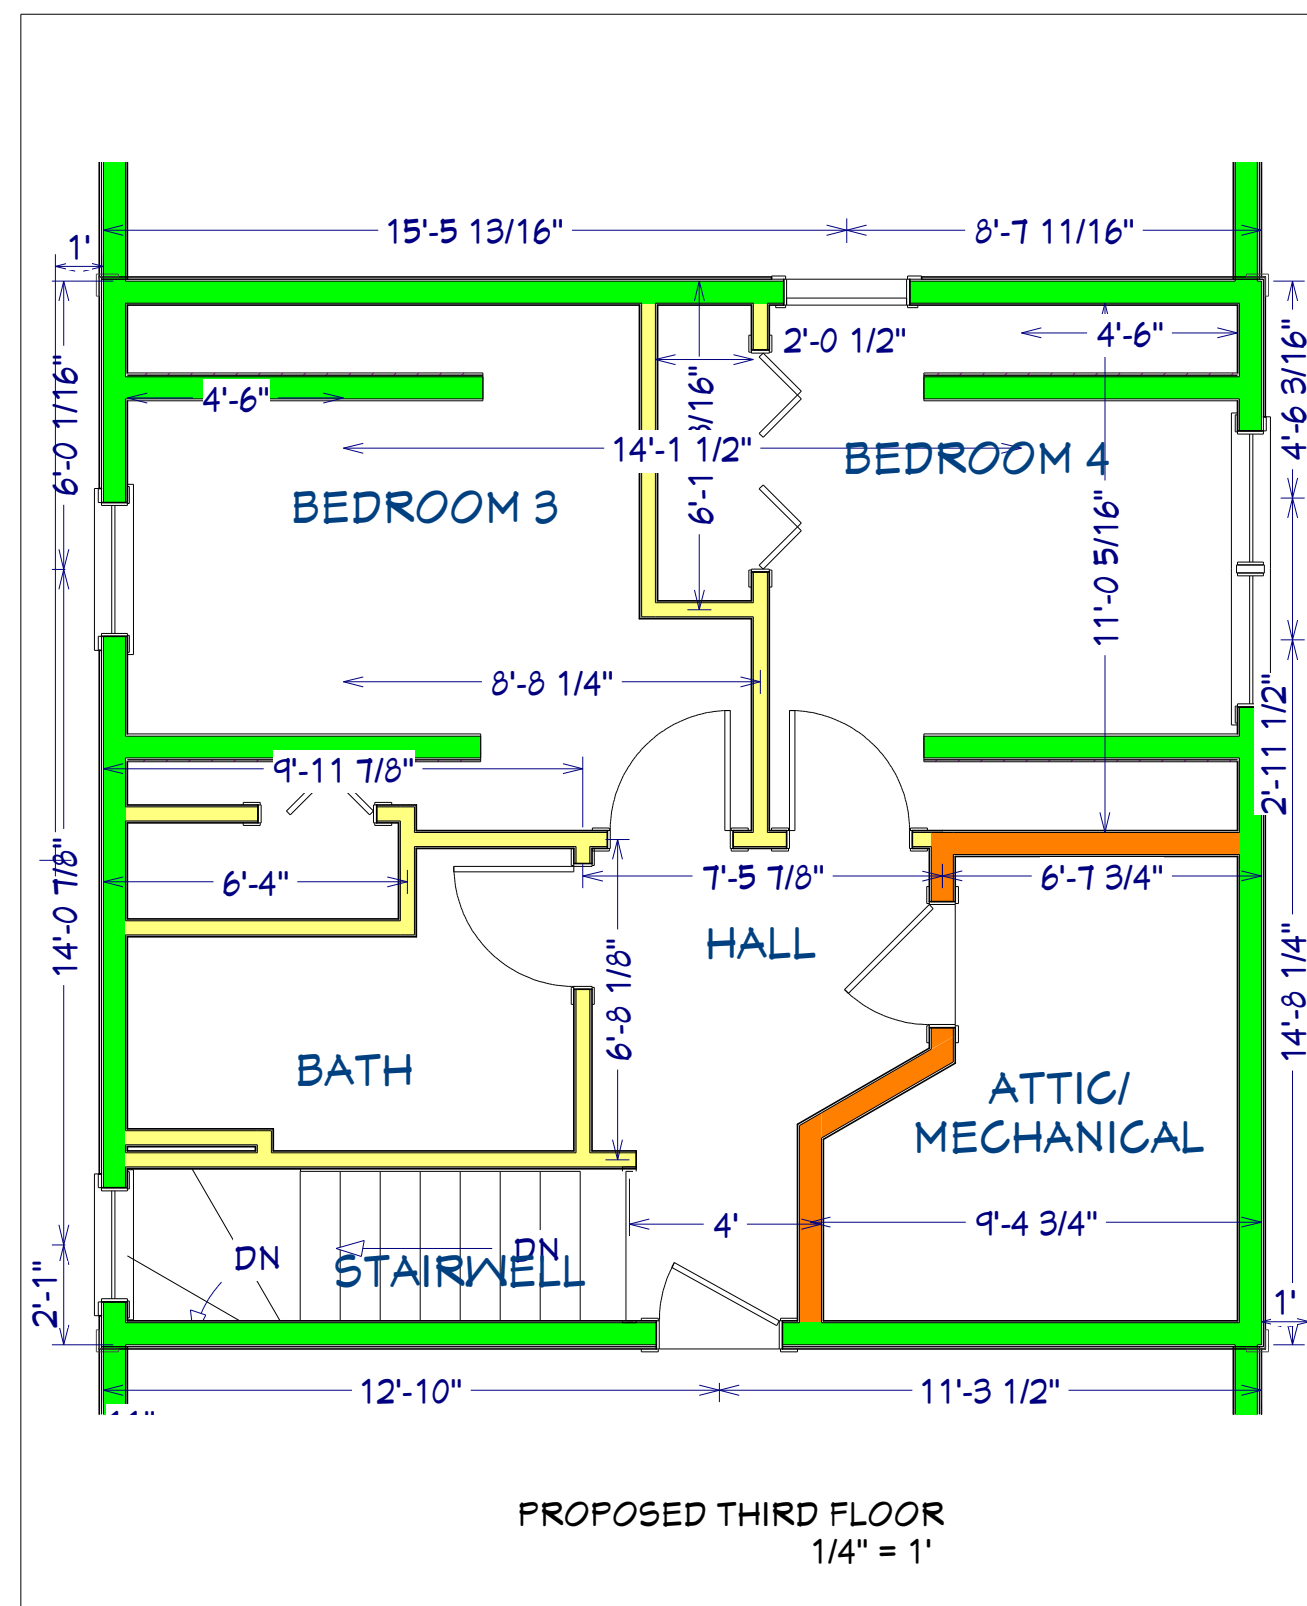 15'-5 13/16"
8'-7 11/16"
1'
2'-0 1/2"
4'-6"
4'-6"
6'-0 1/16"
4'-6 3/16"
14'-1 1/2"
BEDROOM 4
BEDROOM 3
6'-1
/16"
11'-0 5/16"
8'-8 1/4"
2'-11 1/2"
9'-11 7/8"
6'-4"
7'-5 7/8"
6'-7 3/4"
14'-0 7/8"
HALL
6'-8 1/8"
14'-8 1/4"
BATH
ATTIC/
MECHANICAL
4'
9'-4 3/4"
DN
DN
STAIRWELL
2'-1"
1'
12'-10"
11'-3 1/2"
PROPOSED THIRD FLOOR
1/4" = 1'